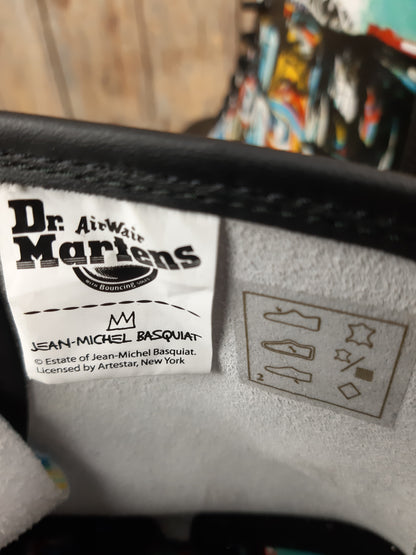 Dr. AirWair
Martens
WITH Bouncing SOLES
JEAN-MICHEL BASQUIAT
© Estate of Jean-Michel Basquiat.
Licensed by Artestar, New York
2